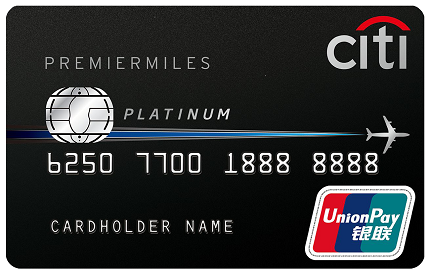 citi
PREMIERMILES
PLATINUM
6250 7700 1888 8888
CARDHOLDER NAME
UnionPay
银联